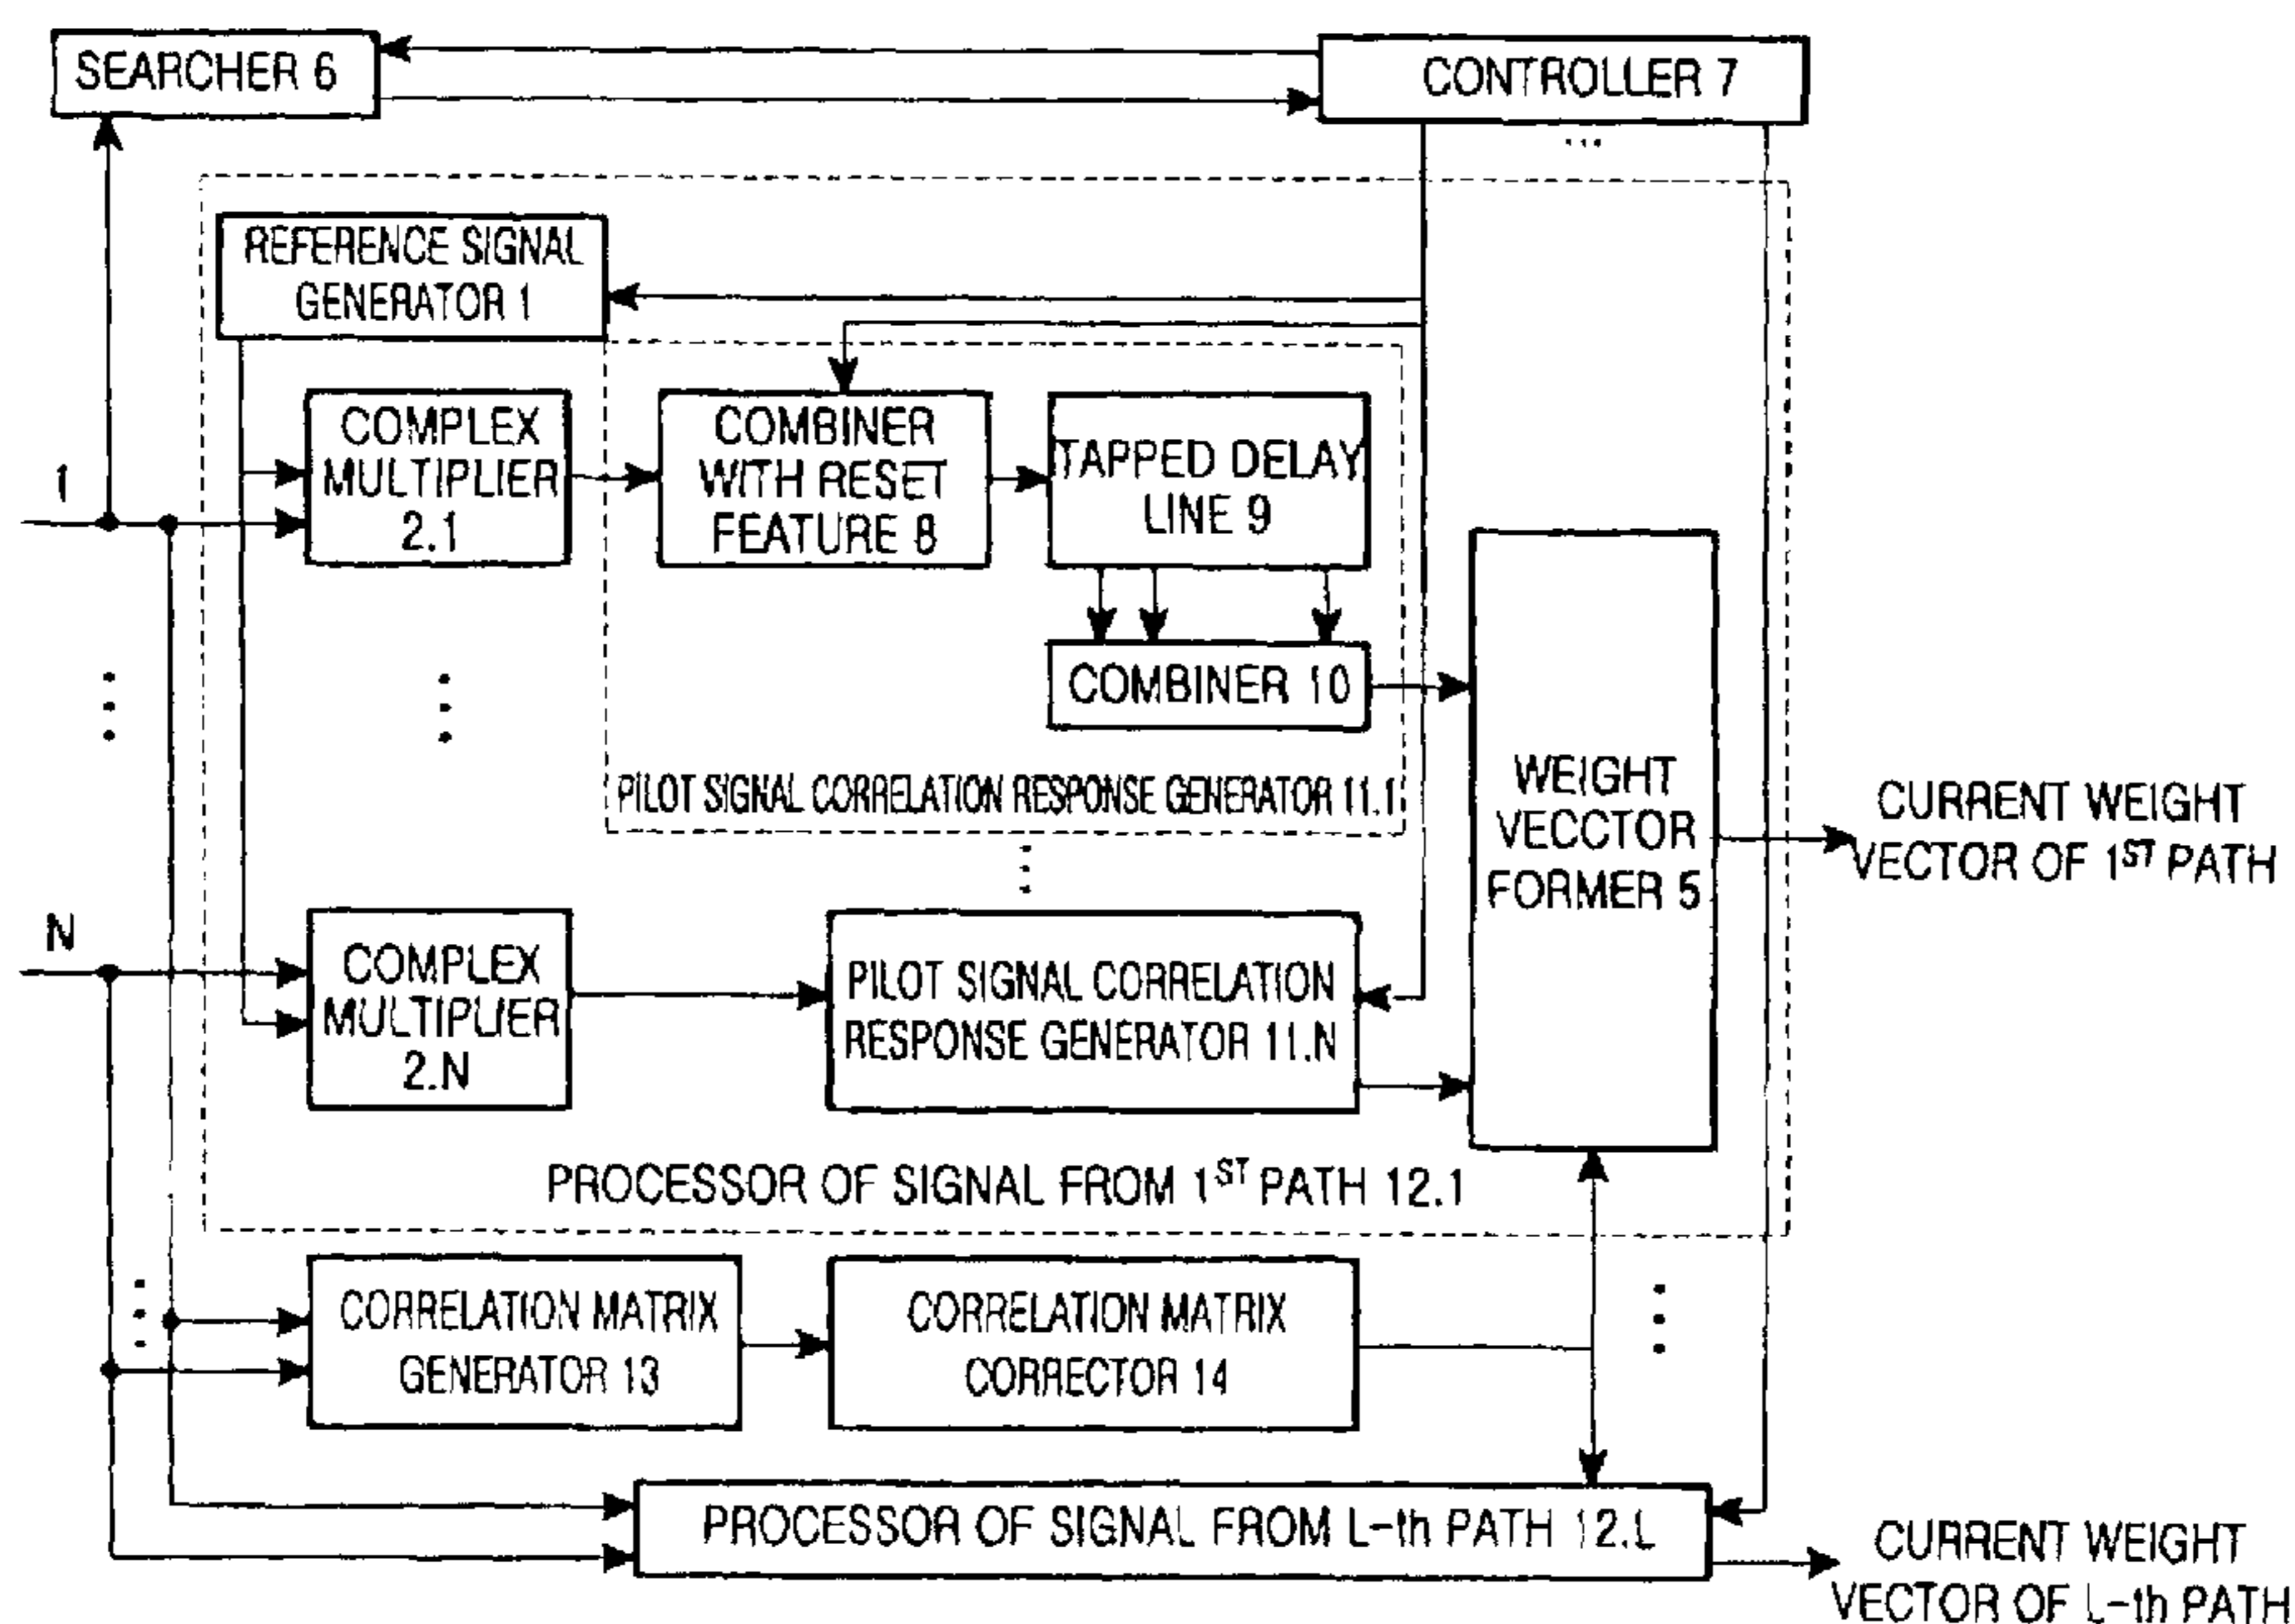 SEARCHER 6
CONTROLLER 7
...
REFERENCE SIGNAL
GENERATOR 1
1
COMPLEX
MULTIPLIER
2.1
COMBINER
WITH RESET
FEATURE 8
TAPPED DELAY
LINE 9
COMBINER 10
PILOT SIGNAL CORRELATION RESPONSE GENERATOR 11.1
WEIGHT
VECCTOR
FORMER 5
CURRENT WEIGHT
VECTOR OF 1ST PATH
N
COMPLEX
MULTIPLIER
2.N
PILOT SIGNAL CORRELATION
RESPONSE GENERATOR 11.N
PROCESSOR OF SIGNAL FROM 1ST PATH 12.1
CORRELATION MATRIX
GENERATOR 13
CORRELATION MATRIX
CORRECTOR 14
PROCESSOR OF SIGNAL FROM L-th PATH 12.L
CURRENT WEIGHT
VECTOR OF L-th PATH